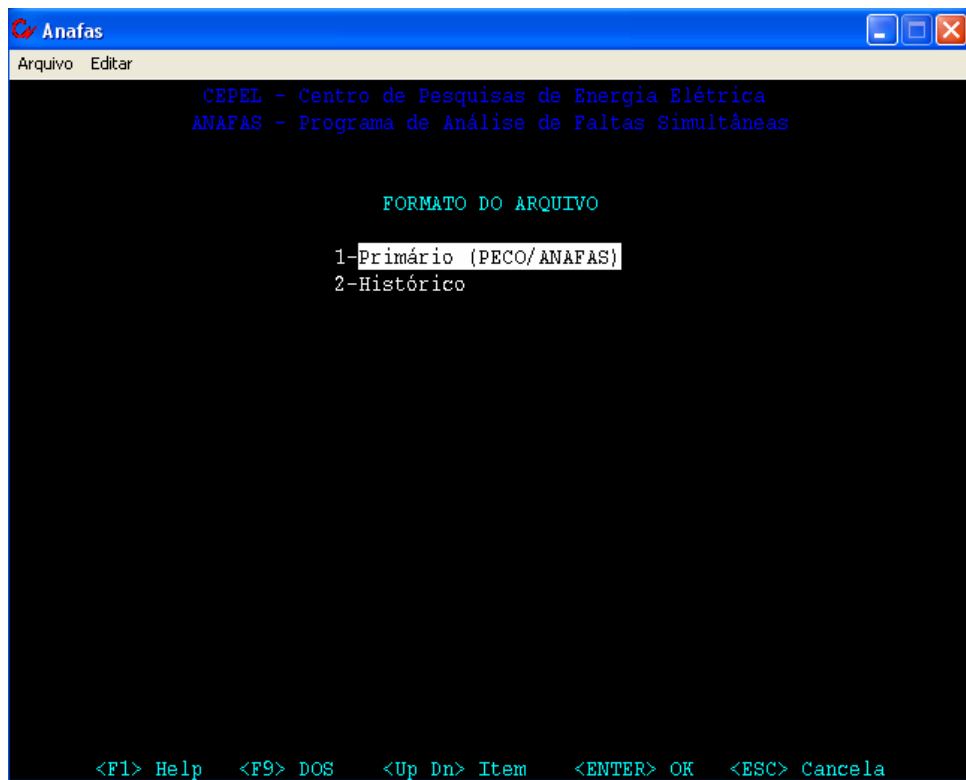 Anafas
Arquivo Editar
CEPEL - Centro de Pesquisas de Energia Elétrica
ANAFAS - Programa de Análise de Faltas Simultâneas
FORMATO DO ARQUIVO
1-Primário (PECO/ANAFAS)
2-Histórico
<F1> Help <F9> DOS <Up Dn> Item <ENTER> OK <ESC> Cancela